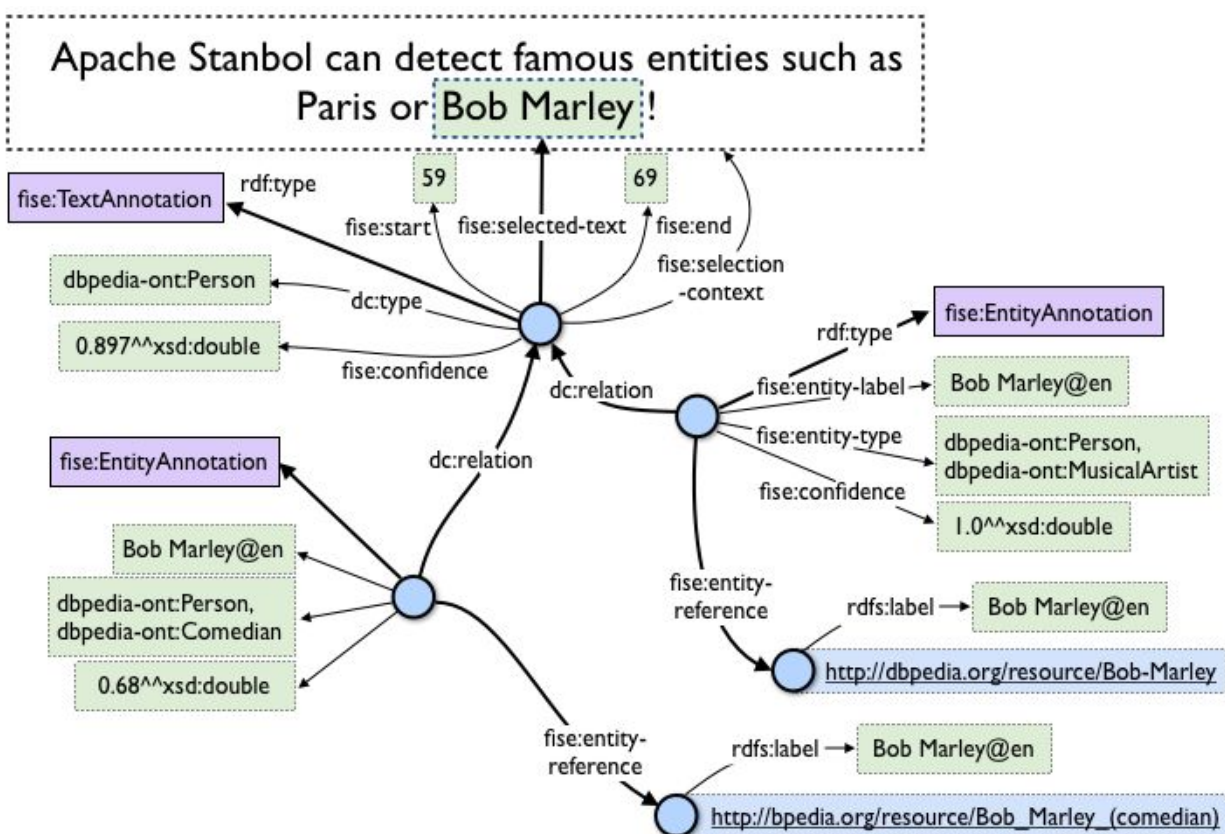 Apache Stanbol can detect famous entities such as
Paris or Bob Marley !
59
69
rdf:type
fise:TextAnnotation
fise:start
fise:selected-text
fise:end
fise:selection
-context
dbpedia-ont:Person
dc:type
fise:EntityAnnotation
rdf:type
0.897^^xsd:double
fise:confidence
dc:relation
fise:entity-label
Bob Marley@en
fise:entity-type
dbpedia-ont:Person,
dbpedia-ont:MusicalArtist
fise:EntityAnnotation
dc:relation
fise:confidence
1.0^^xsd:double
Bob Marley@en
dbpedia-ont:Person,
dbpedia-ont:Comedian
0.68^^xsd:double
fise:entity-
reference
rdfs:label
Bob Marley@en
http://dbpedia.org/resource/Bob-Marley
fise:entity-
reference
rdfs:label
Bob Marley@en
http://bpedia.org/resource/Bob_Marley_(comedian)